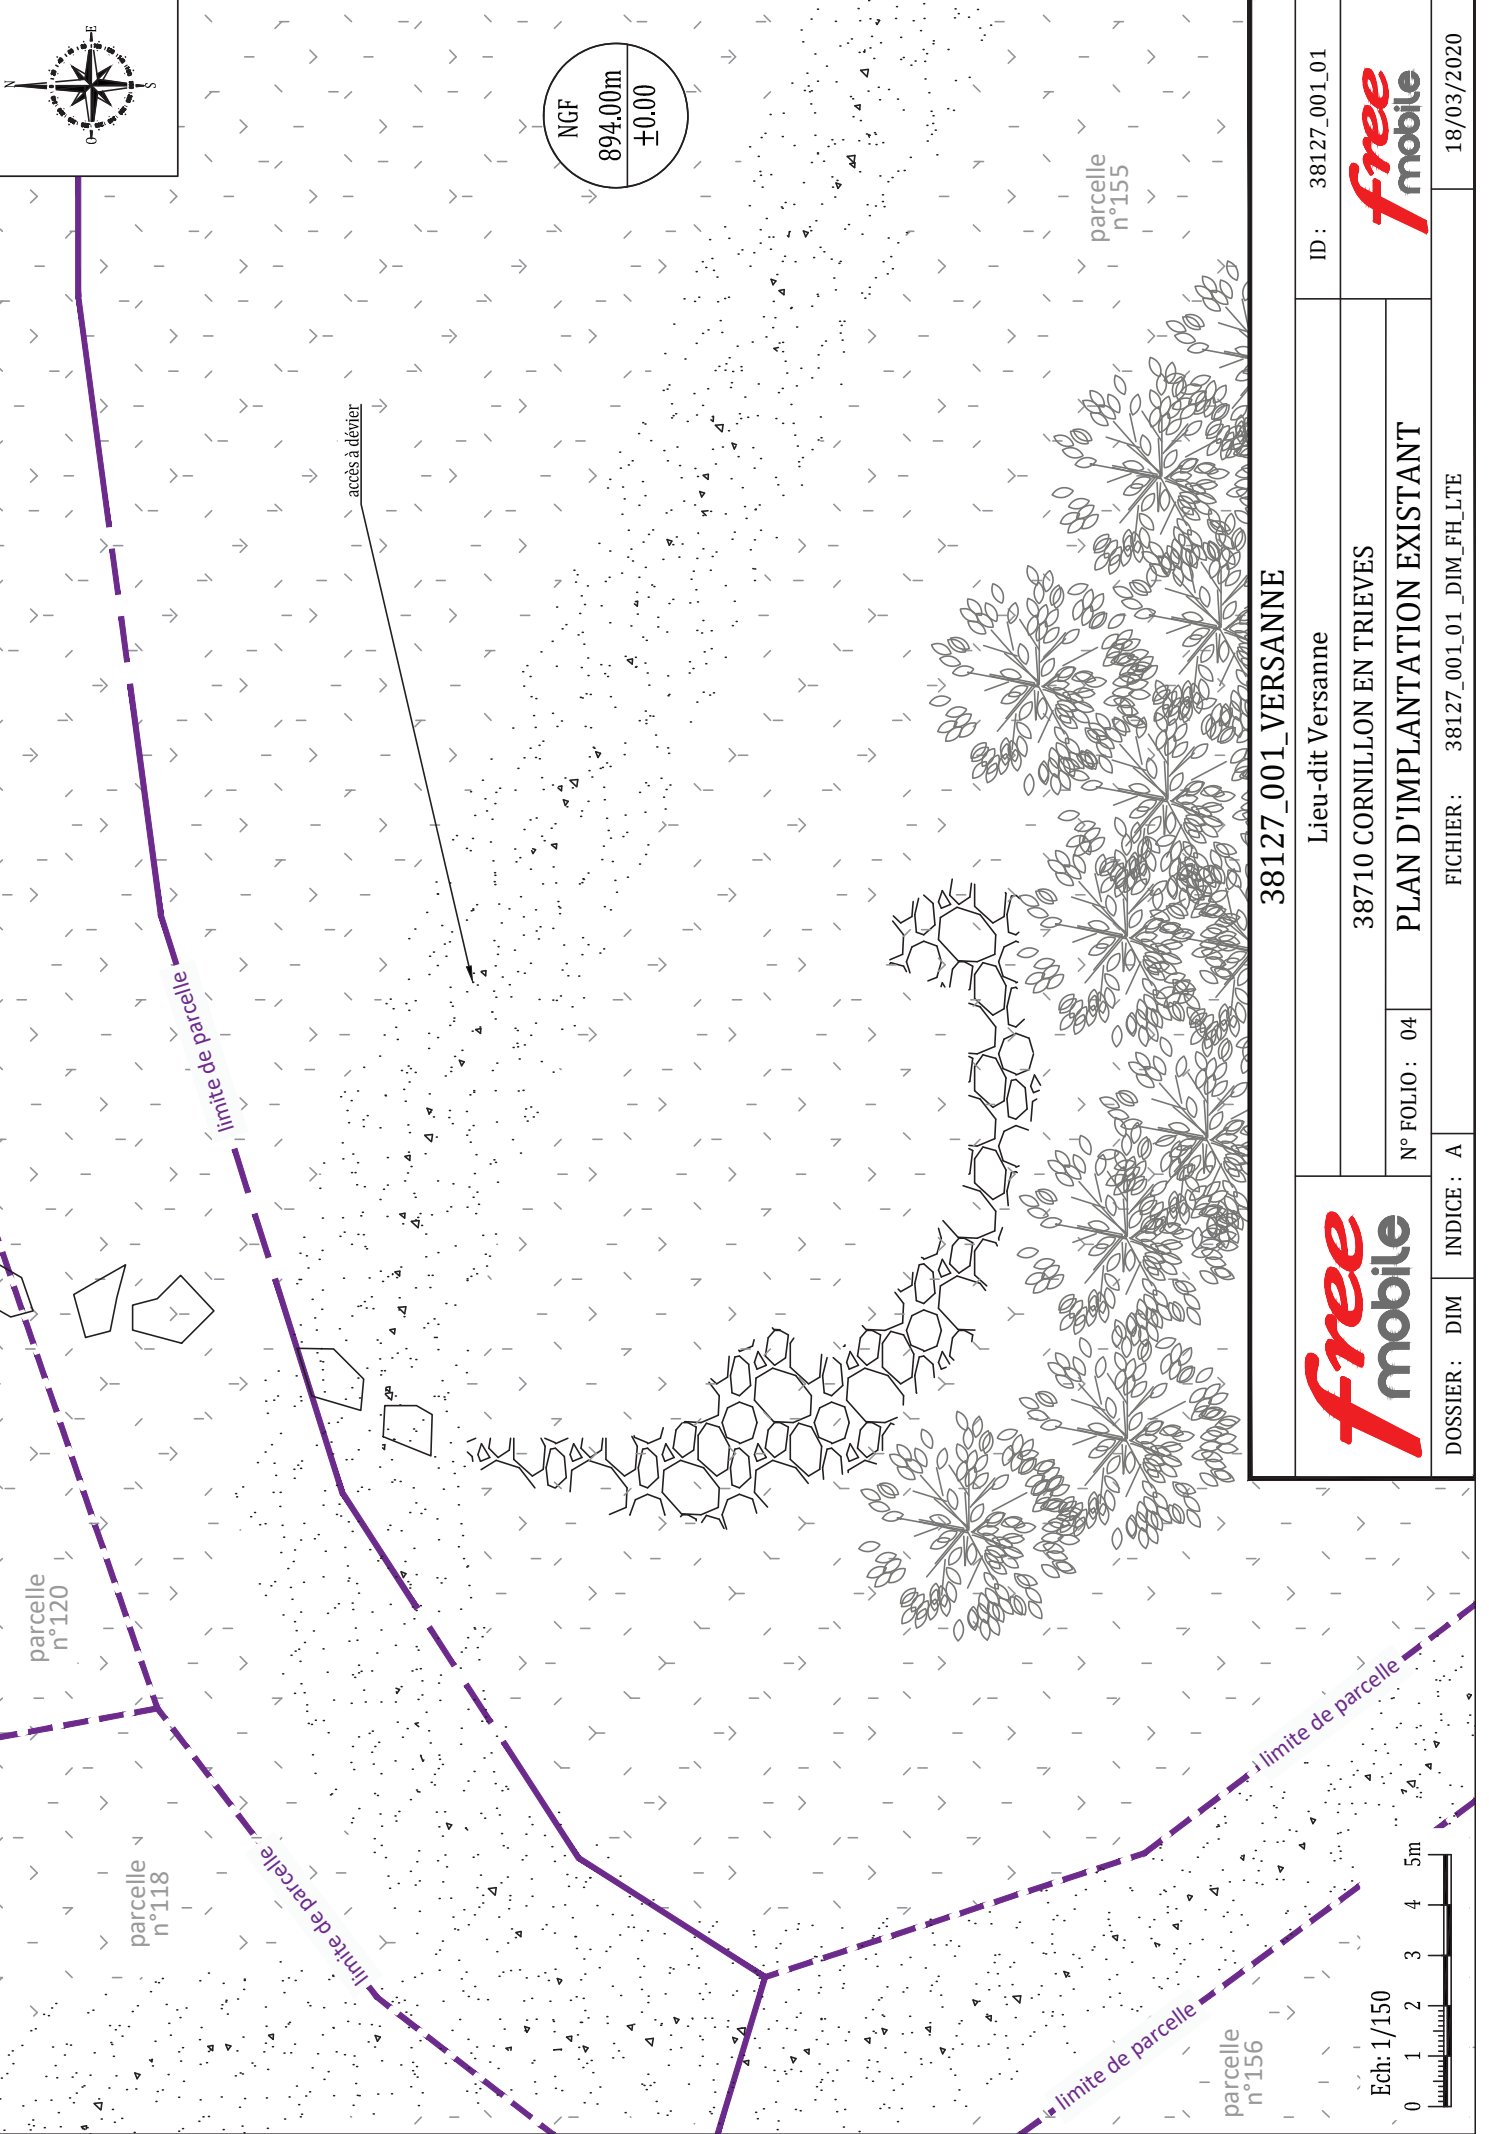 N
E
S
O
NGF
894.00m
±0.00
accès à dévier
limite de parcelle
parcelle
n°155
parcelle
n°120
parcelle
n°118
limite de parcelle
limite de parcelle
limite de parcelle
parcelle
n°156
Ech: 1/150
0 1 2 3 4 5m
38127_001_VERSANNE
free
mobile
Lieu-dit Versanne
ID : 38127_001_01
38710 CORNILLON EN TRIEVES
N° FOLIO : 04
PLAN D'IMPLANTATION EXISTANT
free
mobile
DOSSIER : DIM
INDICE : A
FICHIER : 38127_001_01 _DIM_FH_LTE
18/03/2020